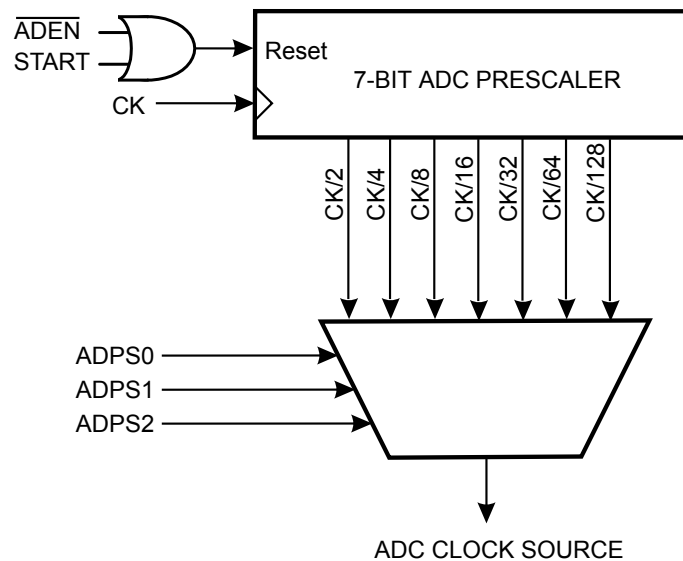 ADEN
START
Reset
7-BIT ADC PRESCALER
CK
CK/2
CK/4
CK/8
CK/16
CK/32
CK/64
CK/128
ADPS0
ADPS1
ADPS2
ADC CLOCK SOURCE